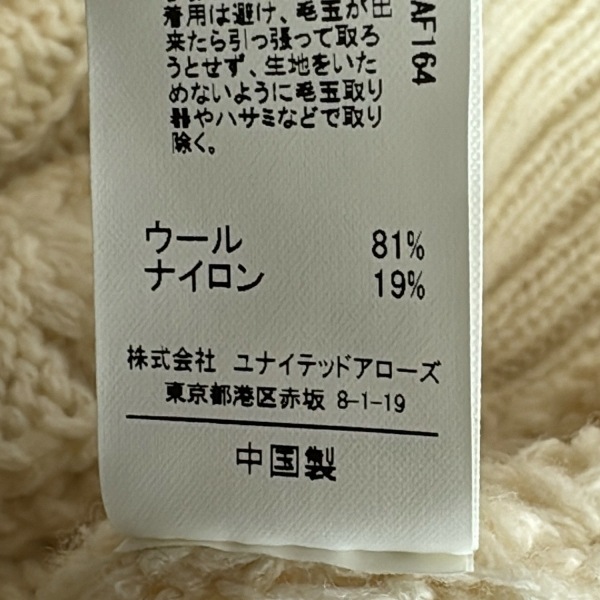 着用は避け、毛玉が出
来たら引っ張って取ろ
うとせず、生地をいた
めないように毛玉取り
器やハサミなどで取り
除く。
AF164
ウール 81%
ナイロン 19%
株式会社 ユナイテッドアローズ
東京都港区赤坂 8-1-19
中国製